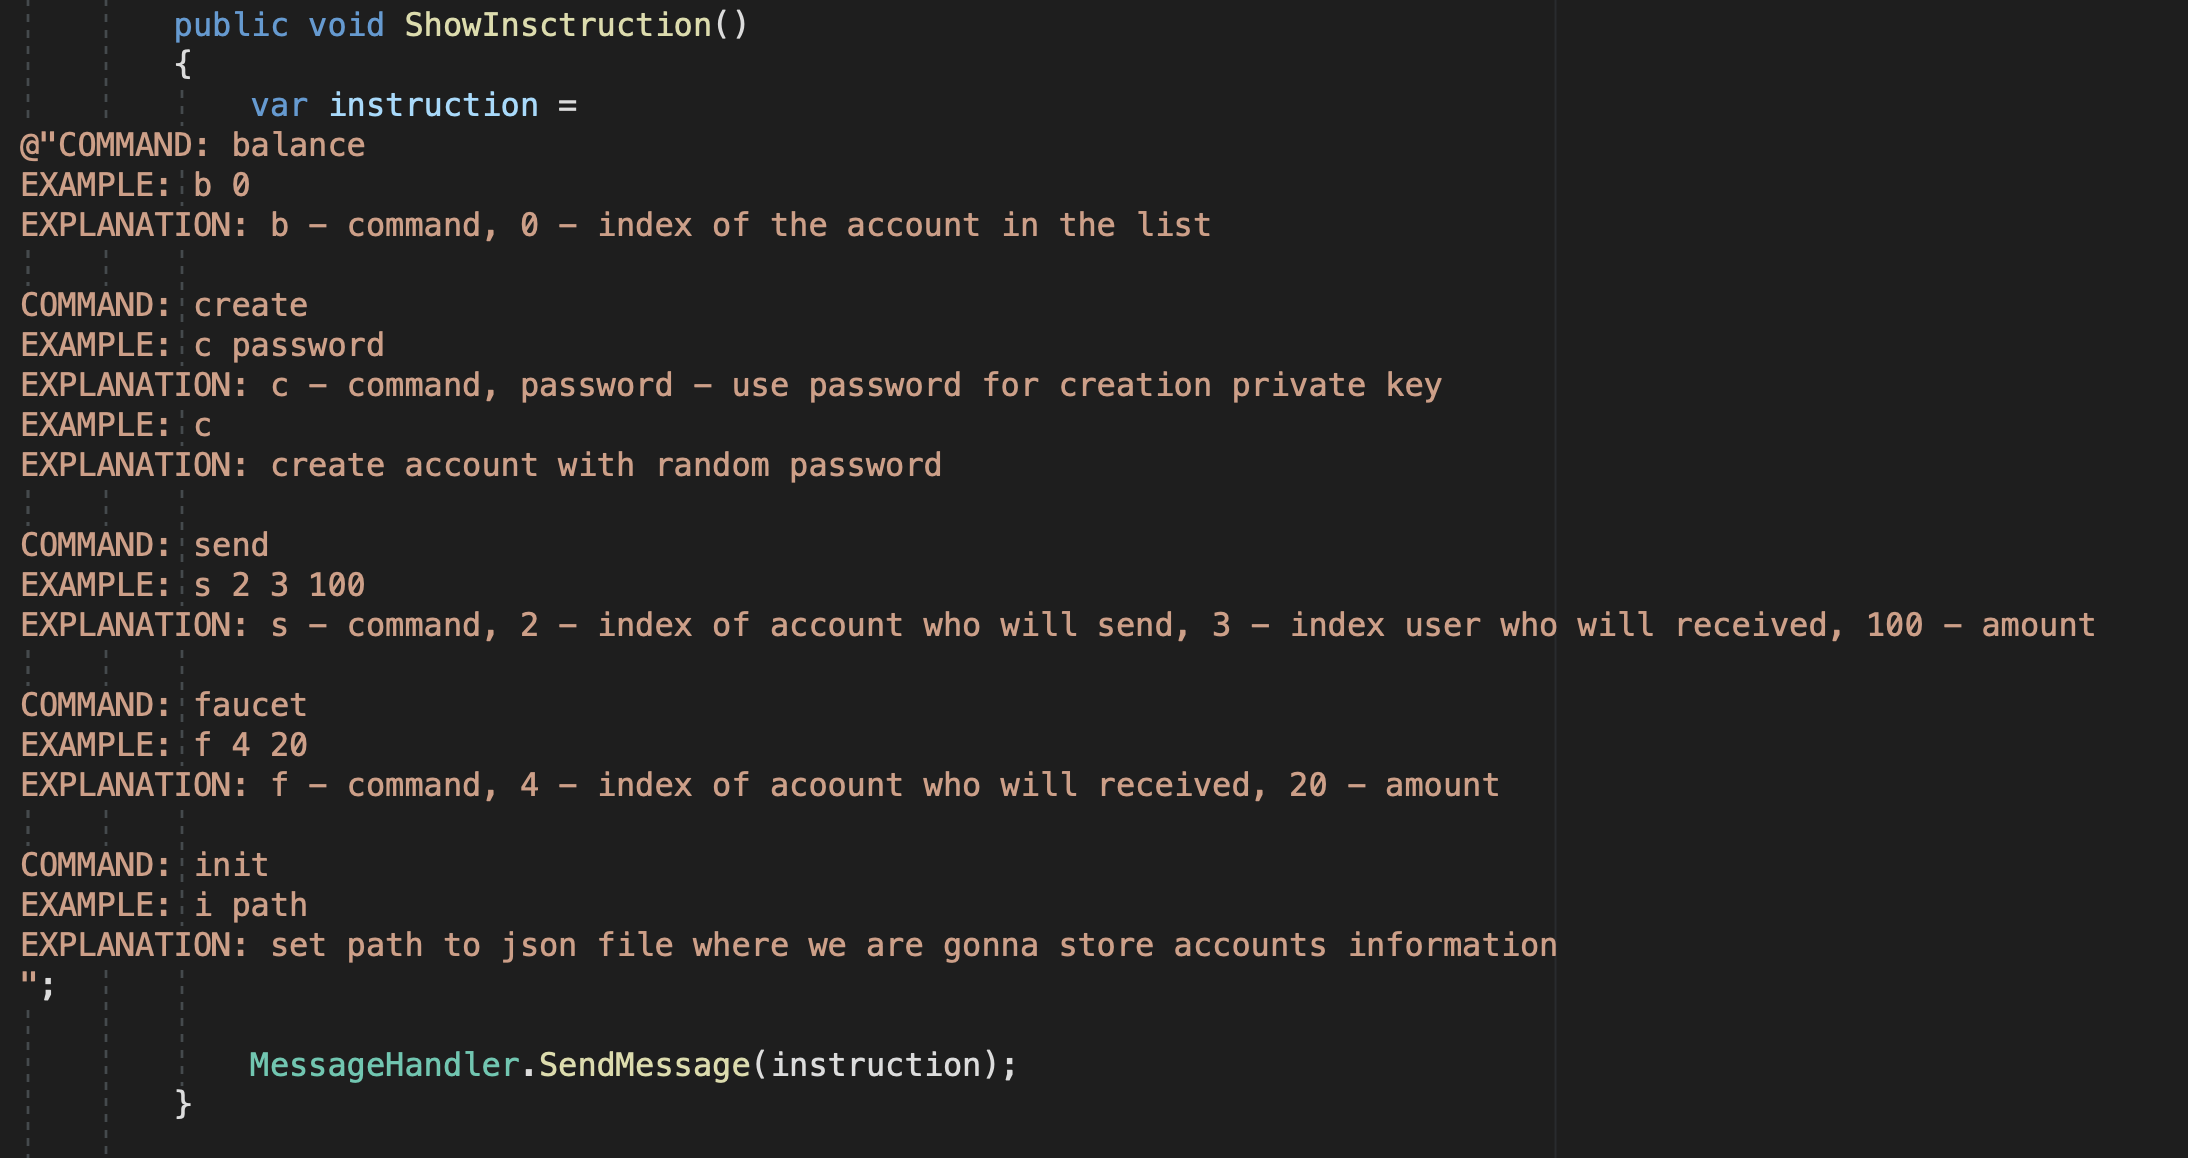 public void ShowInsctruction()
{
var instruction =
@"COMMAND: balance
EXAMPLE: b 0
EXPLANATION: b – command, 0 – index of the account in the list
COMMAND: create
EXAMPLE: c password
EXPLANATION: c – command, password – use password for creation private key
EXAMPLE: c
EXPLANATION: create account with random password
COMMAND: send
EXAMPLE: s 2 3 100
EXPLANATION: s – command, 2 – index of account who will send, 3 – index user who will received, 100 – amount
COMMAND: faucet
EXAMPLE: f 4 20
EXPLANATION: f – command, 4 – index of acoount who will received, 20 – amount
COMMAND: init
EXAMPLE: i path
EXPLANATION: set path to json file where we are gonna store accounts information
";
MessageHandler.SendMessage(instruction);
}